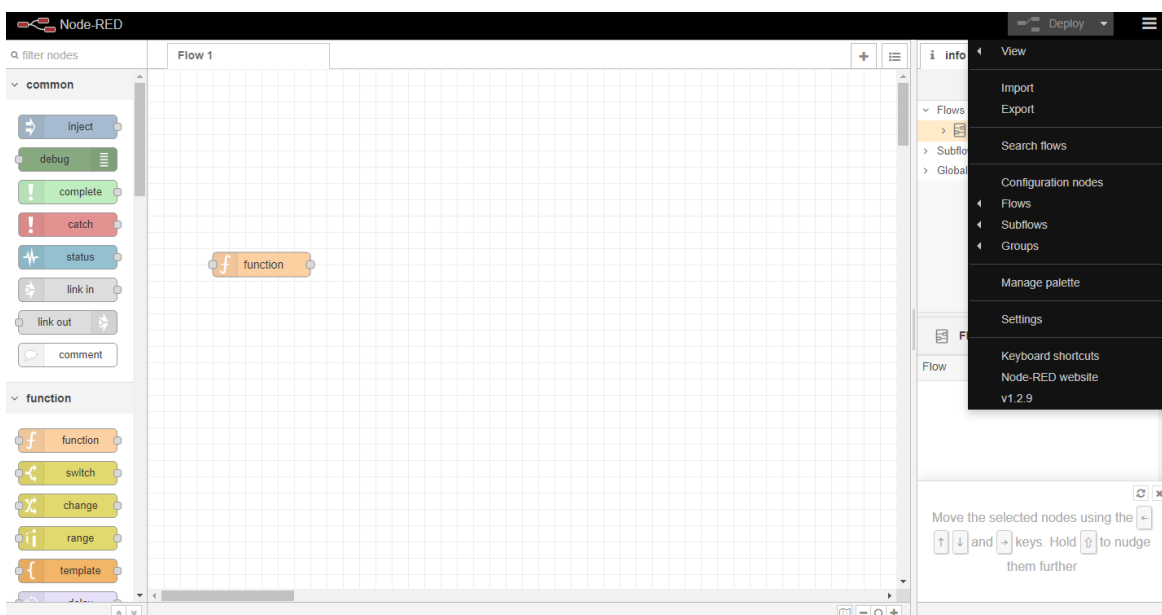 Node-RED
Deploy
filter nodes
Flow 1
i info
View
common
Import
Flows
Export
inject
debug
Search flows
Global
complete
Configuration nodes
Flows
catch
Subflows
Groups
status
function
link in
Manage palette
link out
Settings
comment
Flow
Keyboard shortcuts
Node-RED website
function
v1.2.9
function
switch
change
Move the selected nodes using the ←
range
↑ ↓ and → keys. Hold ⇧ to nudge
template
them further